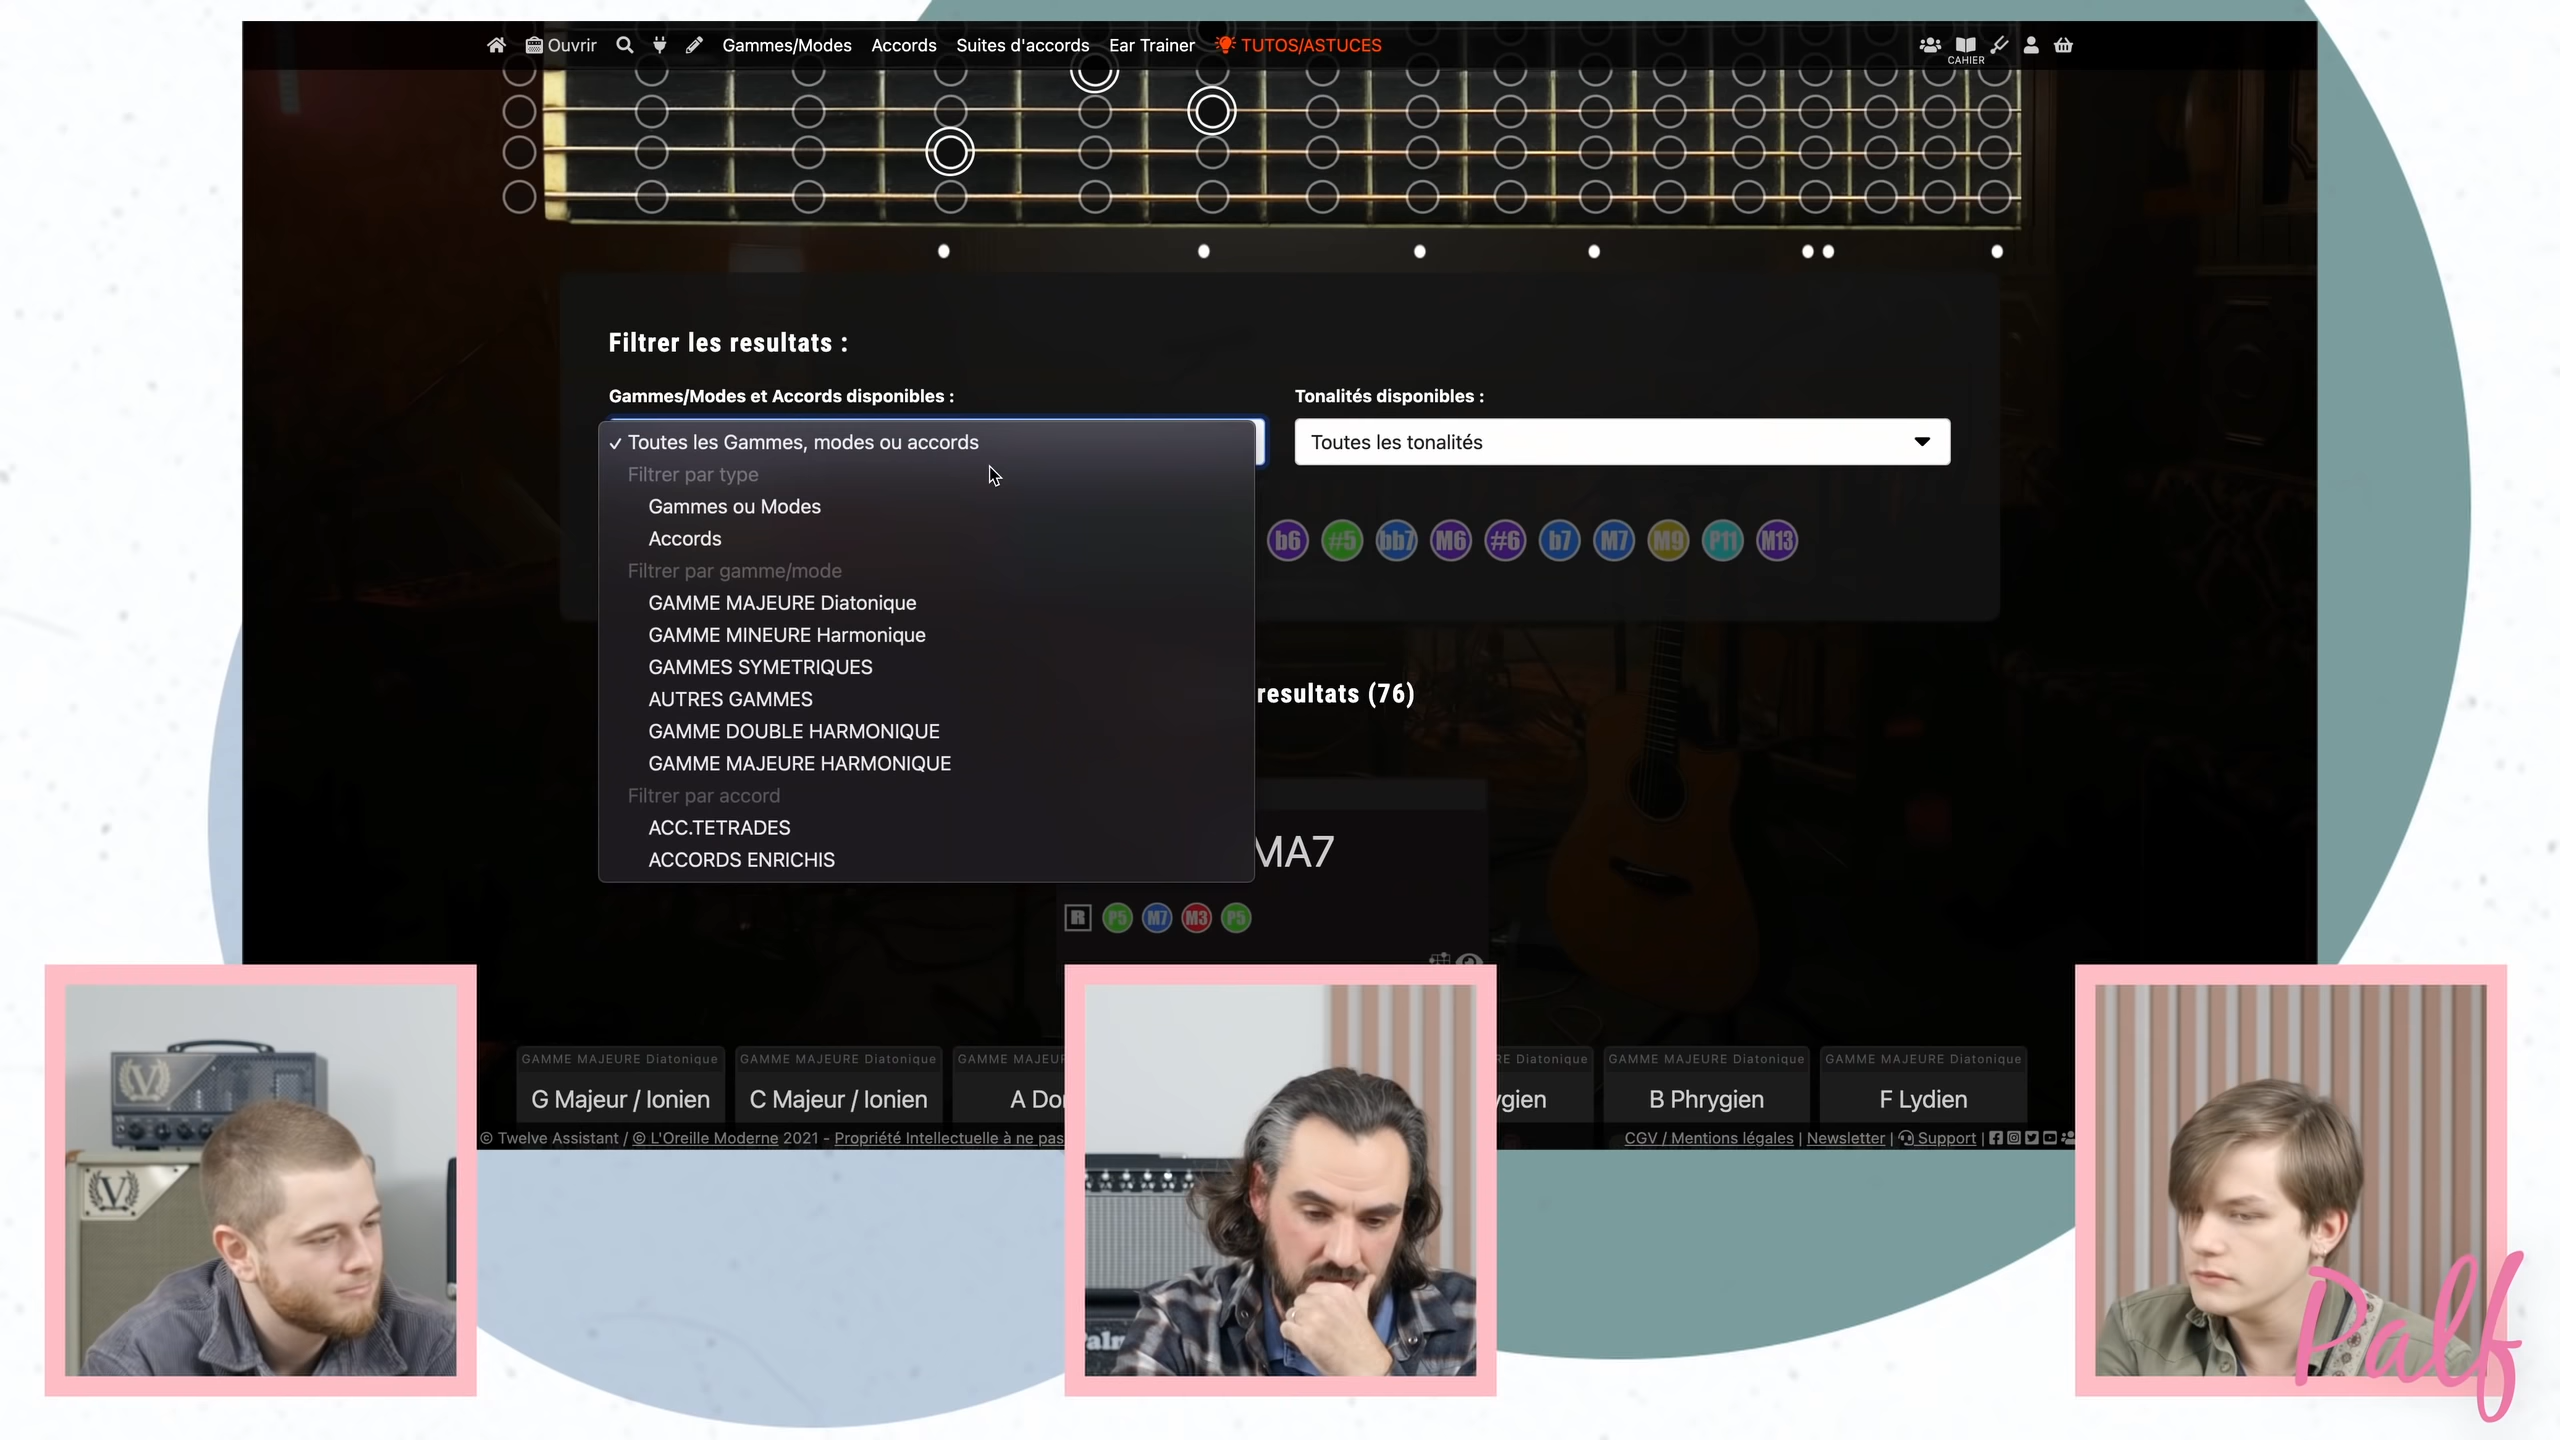 Ouvrir Gammes/Modes Accords Suites d'accords Ear Trainer TUTOS/ASTUCES
CAHIER
Filtrer les resultats :
Gammes/Modes et Accords disponibles : Tonalités disponibles :
✓ Toutes les Gammes, modes ou accords Toutes les tonalités
Filtrer par type
Gammes ou Modes
Accords
b6 #5 bb7 M6 #6 b7 M7 M9 P11 M13
Filtrer par gamme/mode
GAMME MAJEURE Diatonique
GAMME MINEURE Harmonique
GAMMES SYMETRIQUES
AUTRES GAMMES
resultats (76)
GAMME DOUBLE HARMONIQUE
GAMME MAJEURE HARMONIQUE
Filtrer par accord
ACC.TETRADES
ACCORDS ENRICHIS
MA7
R P5 M7 M3 P5
GAMME MAJEURE Diatonique GAMME MAJEURE Diatonique GAMME MAJEUR Diatonique GAMME MAJEURE Diatonique GAMME MAJEURE Diatonique
G Majeur / Ionien C Majeur / Ionien A Dor B Phrygien F Lydien
© Twelve Assistant / © L'Oreille Moderne 2021 - Propriété Intellectuelle à ne pas CGV / Mentions légales | Newsletter | Support |
V
V
Palf